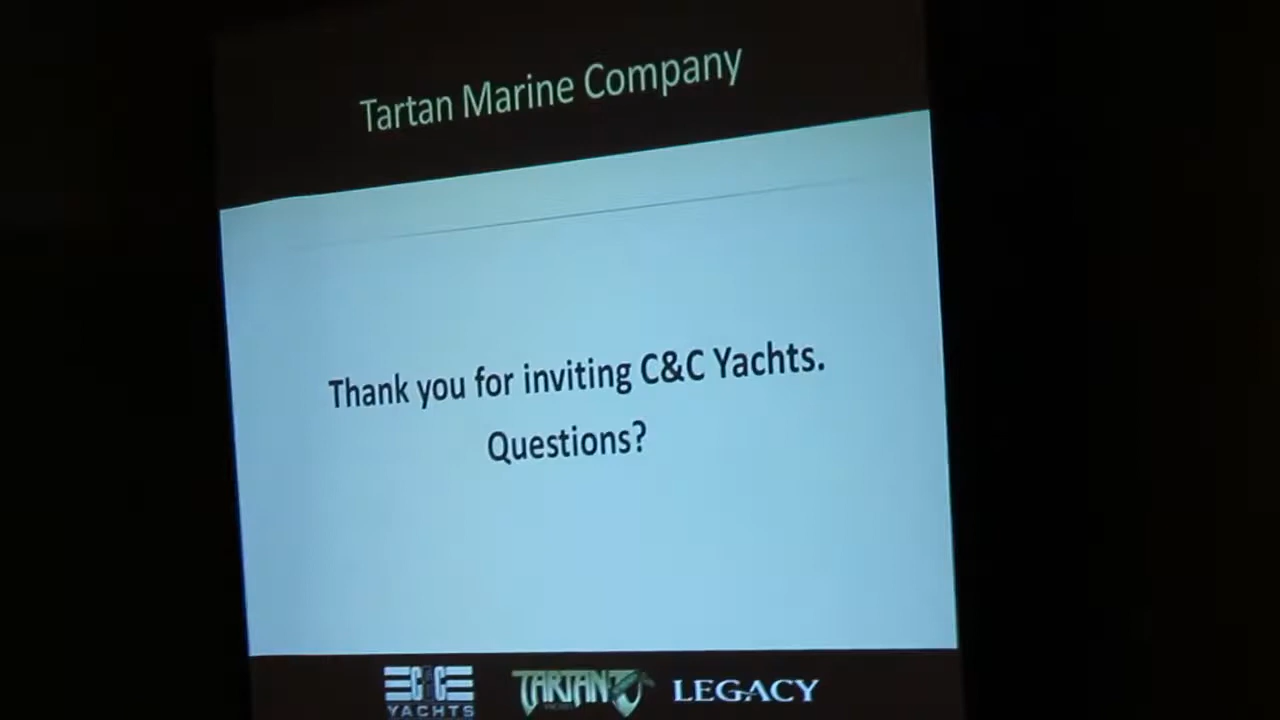 Tartan Marine Company
Thank you for inviting C&C Yachts.
Questions?
C&C
YACHTS
TARTAN
LEGACY